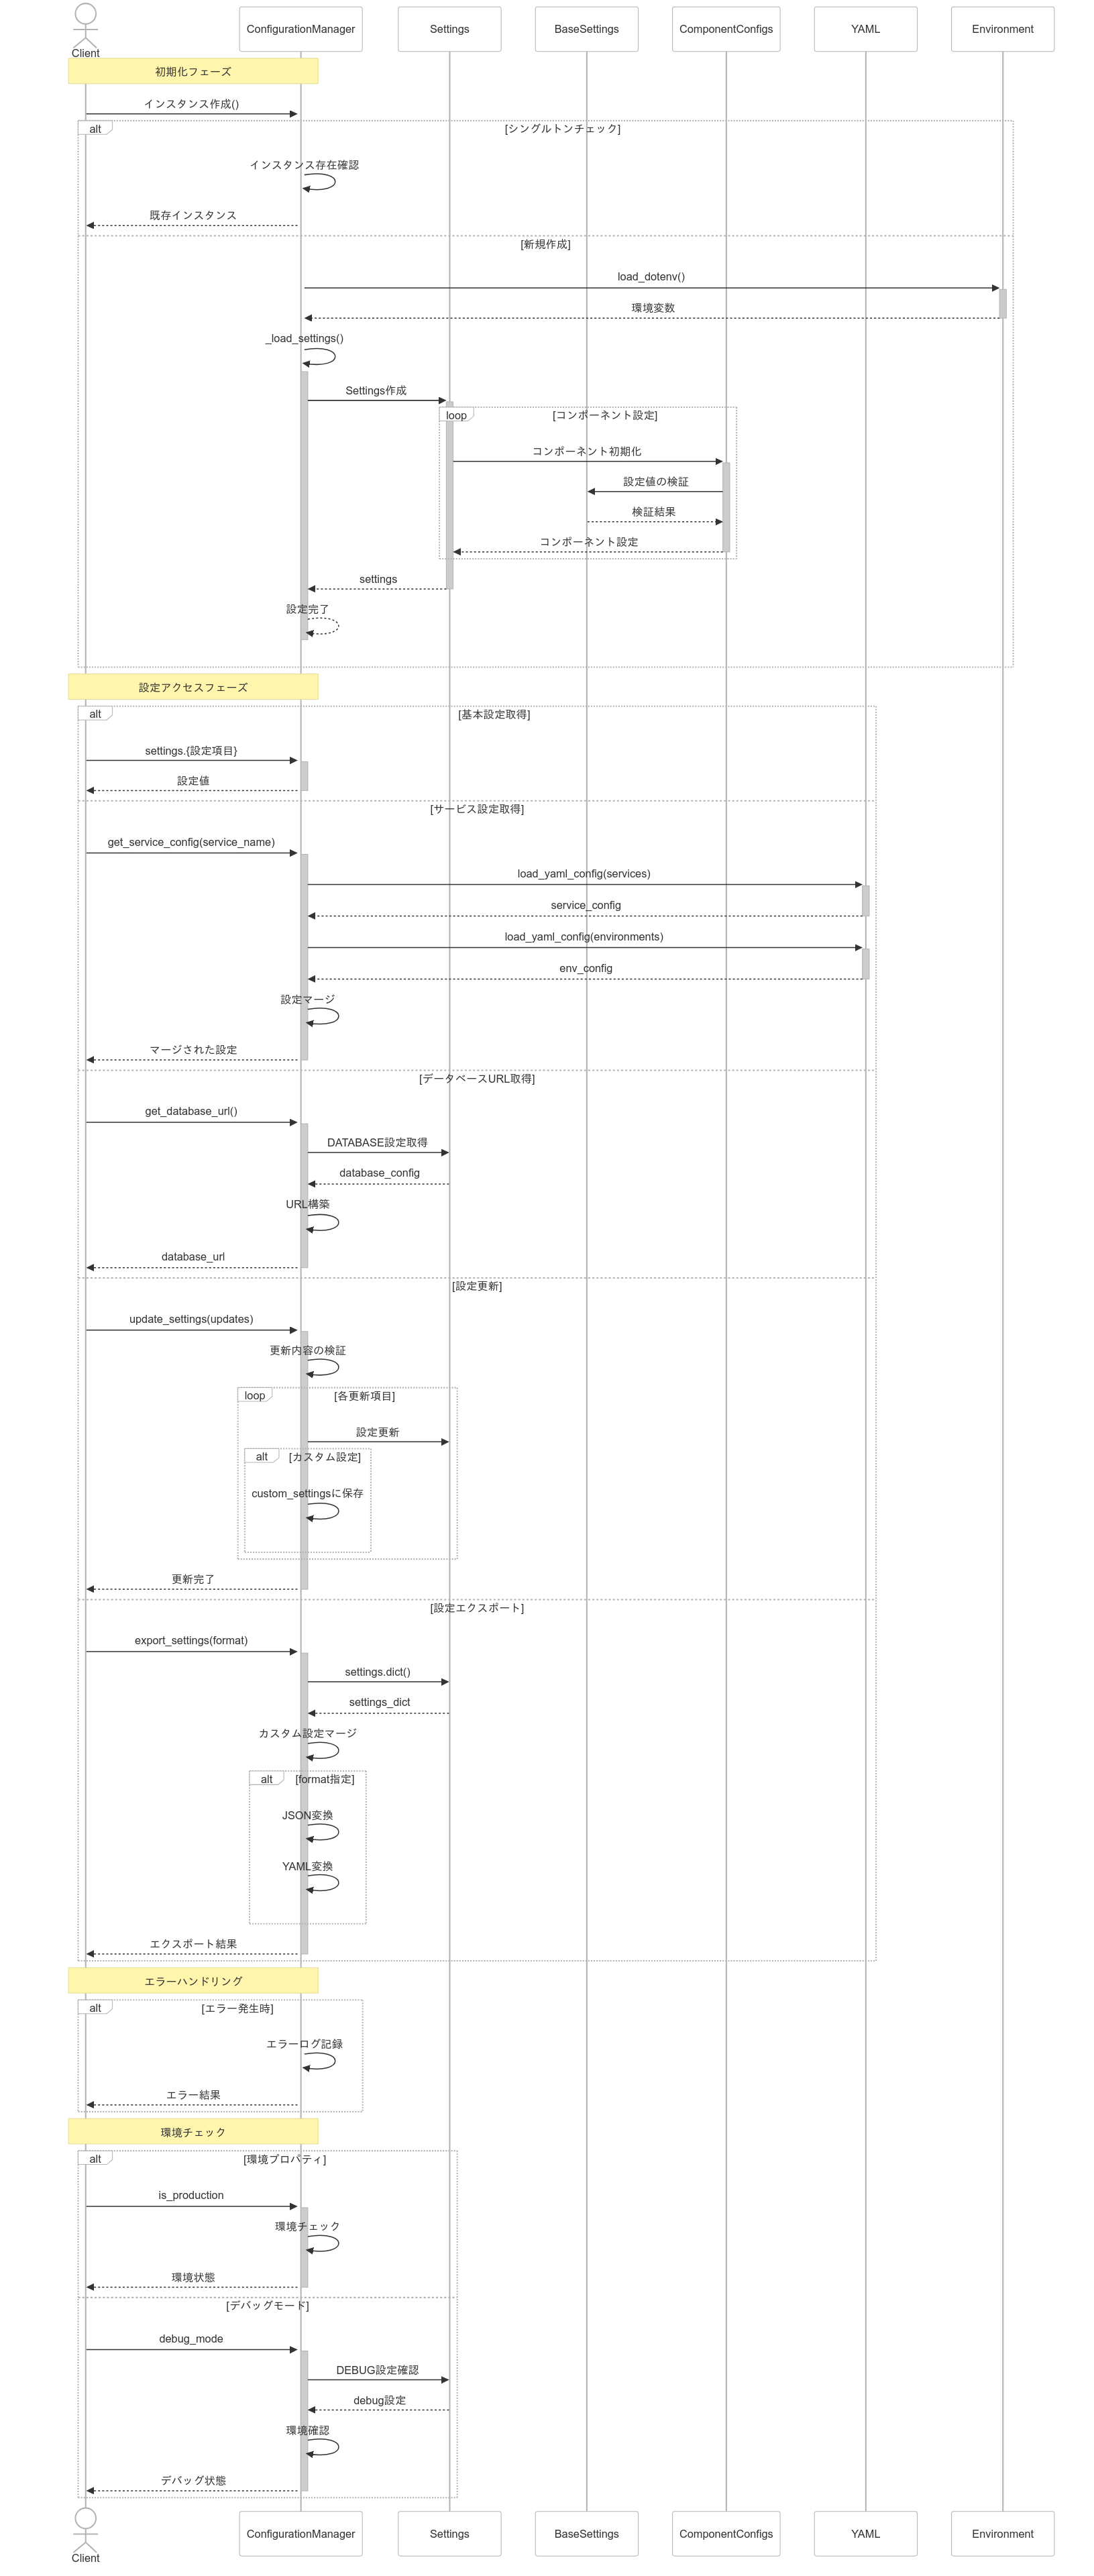 Client
ConfigurationManager
Settings
BaseSettings
ComponentConfigs
YAML
Environment
初期化フェーズ
インスタンス作成()
alt
[シングルトンチェック]
インスタンス存在確認
既存インスタンス
[新規作成]
load_dotenv()
環境変数
_load_settings()
Settings作成
loop
[コンポーネント設定]
コンポーネント初期化
設定値の検証
検証結果
コンポーネント設定
settings
設定完了
設定アクセスフェーズ
alt
[基本設定取得]
settings.{設定項目}
設定値
[サービス設定取得]
get_service_config(service_name)
load_yaml_config(services)
service_config
load_yaml_config(environments)
env_config
設定マージ
マージされた設定
[データベースURL取得]
get_database_url()
DATABASE設定取得
database_config
URL構築
database_url
[設定更新]
update_settings(updates)
更新内容の検証
loop
[各更新項目]
設定更新
alt
[カスタム設定]
custom_settingsに保存
更新完了
[設定エクスポート]
export_settings(format)
settings.dict()
settings_dict
カスタム設定マージ
alt
[format指定]
JSON変換
YAML変換
エクスポート結果
エラーハンドリング
alt
[エラー発生時]
エラーログ記録
エラー結果
環境チェック
alt
[環境プロパティ]
is_production
環境チェック
環境状態
[デバッグモード]
debug_mode
DEBUG設定確認
debug設定
環境確認
デバッグ状態
Client
ConfigurationManager
Settings
BaseSettings
ComponentConfigs
YAML
Environment